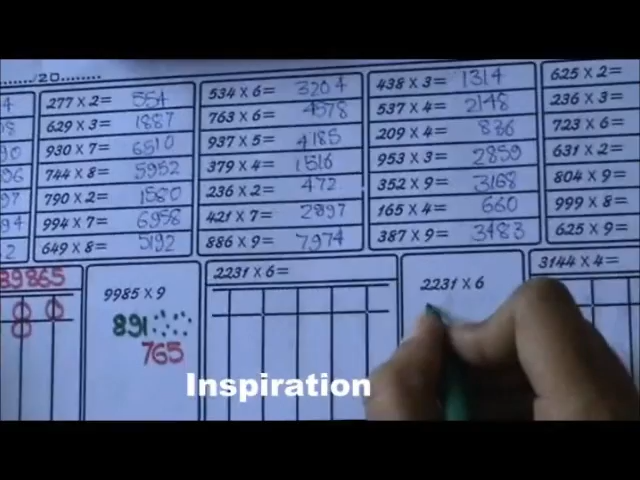 /20
277 X 2= 554
629 X 3= 1887
930 X 7= 6510
744 X 8= 5952
790 X 2= 1580
994 X 7= 6958
649 X 8= 5192
534 X 6= 3204
763 X 6= 4578
937 X 5= 4185
379 X 4= 1516
236 X 2= 472
421 X 7= 2897
886 X 9= 7974
438 X 3= 1314
537 X 4= 2148
209 X 4= 836
953 X 3= 2859
352 X 9= 3168
165 X 4= 660
387 X 9= 3483
625 X 2=
236 X 3=
723 X 6=
631 X 2=
804 X 9=
999 X 8=
625 X 9=
89865
9985 X 9
891
765
2231 X 6=
2231 X 6
3144 X 4=
Inspiration